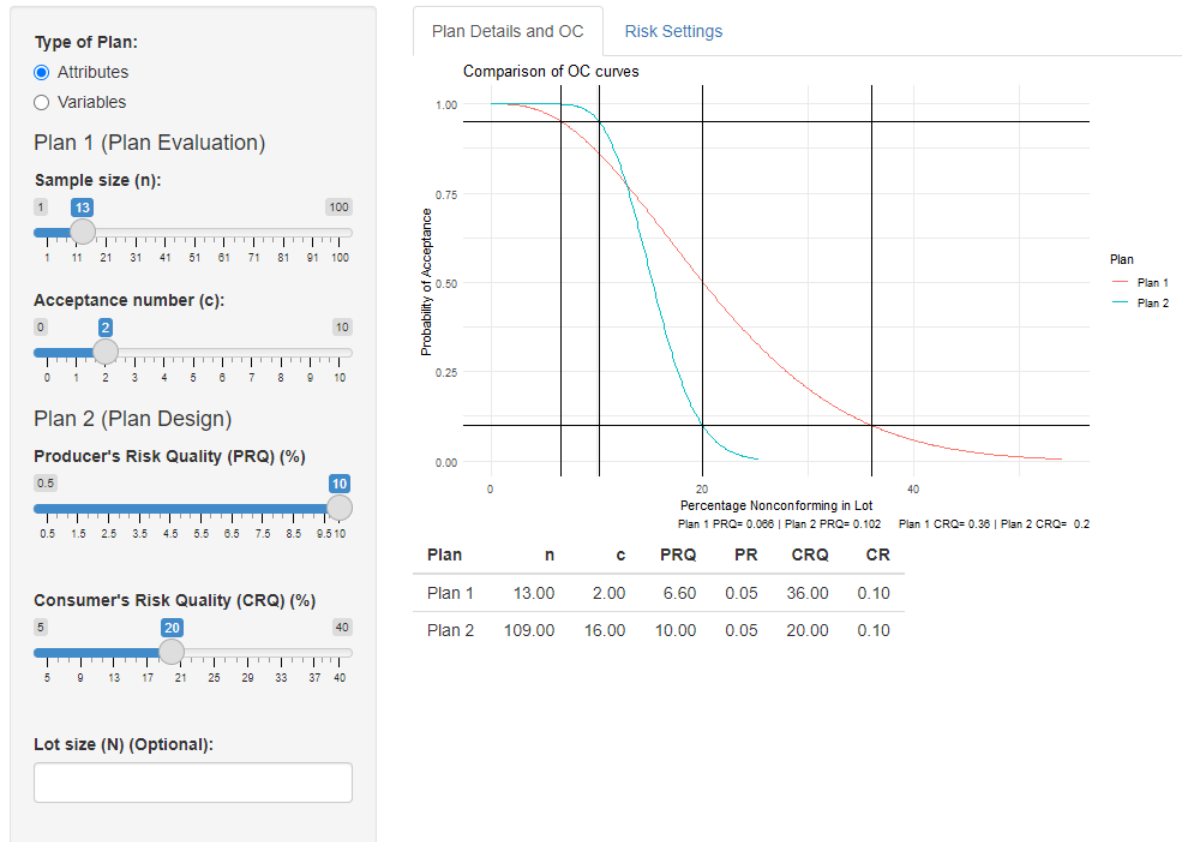 Type of Plan:
Attributes
Variables
Plan 1 (Plan Evaluation)
Sample size (n):
1 13 100
1 11 21 31 41 51 61 71 81 91 100
Acceptance number (c):
0 2 10
0 1 2 3 4 5 6 7 8 9 10
Plan 2 (Plan Design)
Producer's Risk Quality (PRQ) (%)
0.5 10
0.5 1.5 2.5 3.5 4.5 5.5 6.5 7.5 8.5 9.5 10
Consumer's Risk Quality (CRQ) (%)
5 20 40
5 9 13 17 21 25 29 33 37 40
Lot size (N) (Optional):
Plan Details and OC Risk Settings
Comparison of OC curves
Probability of Acceptance
1.00
0.75
0.50
0.25
0.00
0 20 40
Percentage Nonconforming in Lot
Plan 1 PRQ= 0.066 | Plan 2 PRQ= 0.102 Plan 1 CRQ= 0.36 | Plan 2 CRQ= 0.2
Plan
Plan 1
Plan 2
Plan n c PRQ PR CRQ CR
Plan 1 13.00 2.00 6.60 0.05 36.00 0.10
Plan 2 109.00 16.00 10.00 0.05 20.00 0.10